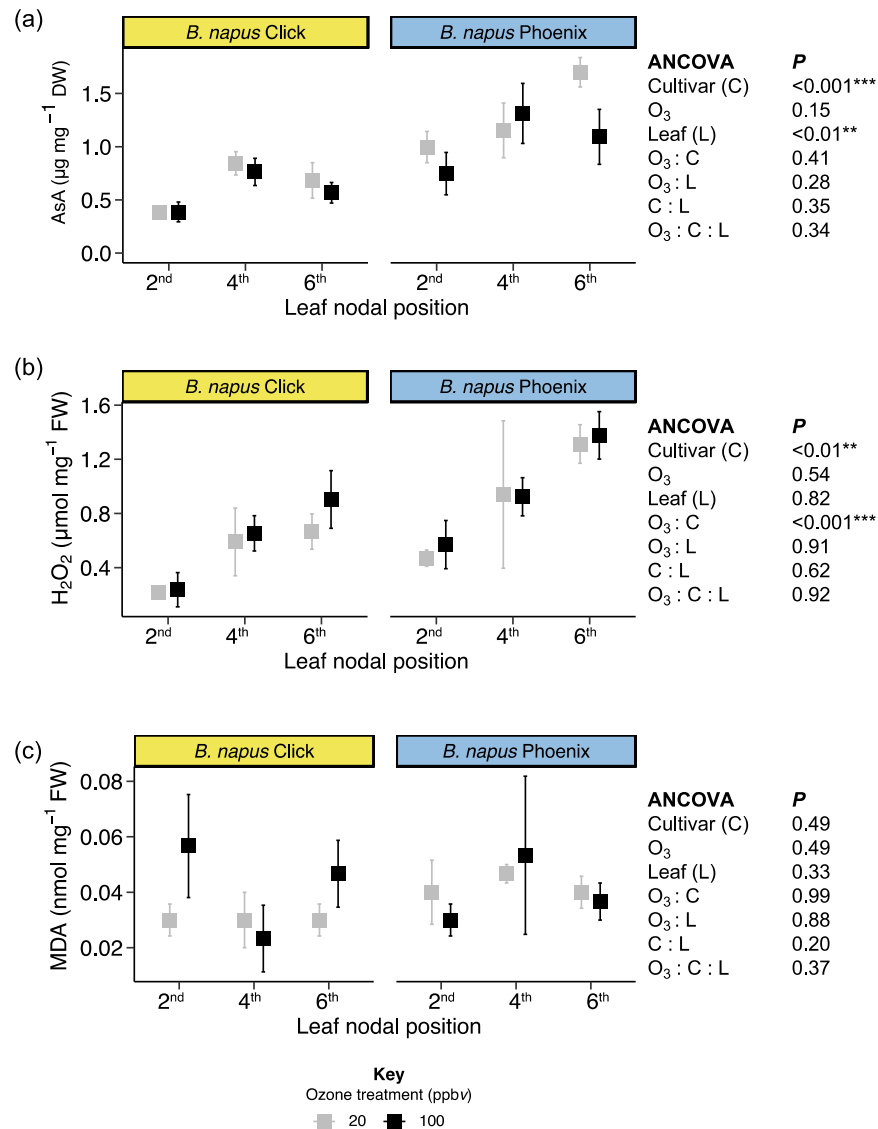 (a)
B. napus Click
B. napus Phoenix
AsA (µg mg⁻¹ DW)
1.5
1.0
0.5
0.0
2ⁿᵈ 4ᵗʰ 6ᵗʰ 2ⁿᵈ 4ᵗʰ 6ᵗʰ
Leaf nodal position
ANCOVA P
Cultivar (C) <0.001***
O₃ 0.15
Leaf (L) <0.01**
O₃ : C 0.41
O₃ : L 0.28
C : L 0.35
O₃ : C : L 0.34
(b)
B. napus Click
B. napus Phoenix
H₂O₂ (µmol mg⁻¹ FW)
1.6
1.2
0.8
0.4
2ⁿᵈ 4ᵗʰ 6ᵗʰ 2ⁿᵈ 4ᵗʰ 6ᵗʰ
Leaf nodal position
ANCOVA P
Cultivar (C) <0.01**
O₃ 0.54
Leaf (L) 0.82
O₃ : C <0.001***
O₃ : L 0.91
C : L 0.62
O₃ : C : L 0.92
(c)
B. napus Click
B. napus Phoenix
MDA (nmol mg⁻¹ FW)
0.08
0.06
0.04
0.02
2ⁿᵈ 4ᵗʰ 6ᵗʰ 2ⁿᵈ 4ᵗʰ 6ᵗʰ
Leaf nodal position
ANCOVA P
Cultivar (C) 0.49
O₃ 0.49
Leaf (L) 0.33
O₃ : C 0.99
O₃ : L 0.88
C : L 0.20
O₃ : C : L 0.37
Key
Ozone treatment (ppbv)
20 100